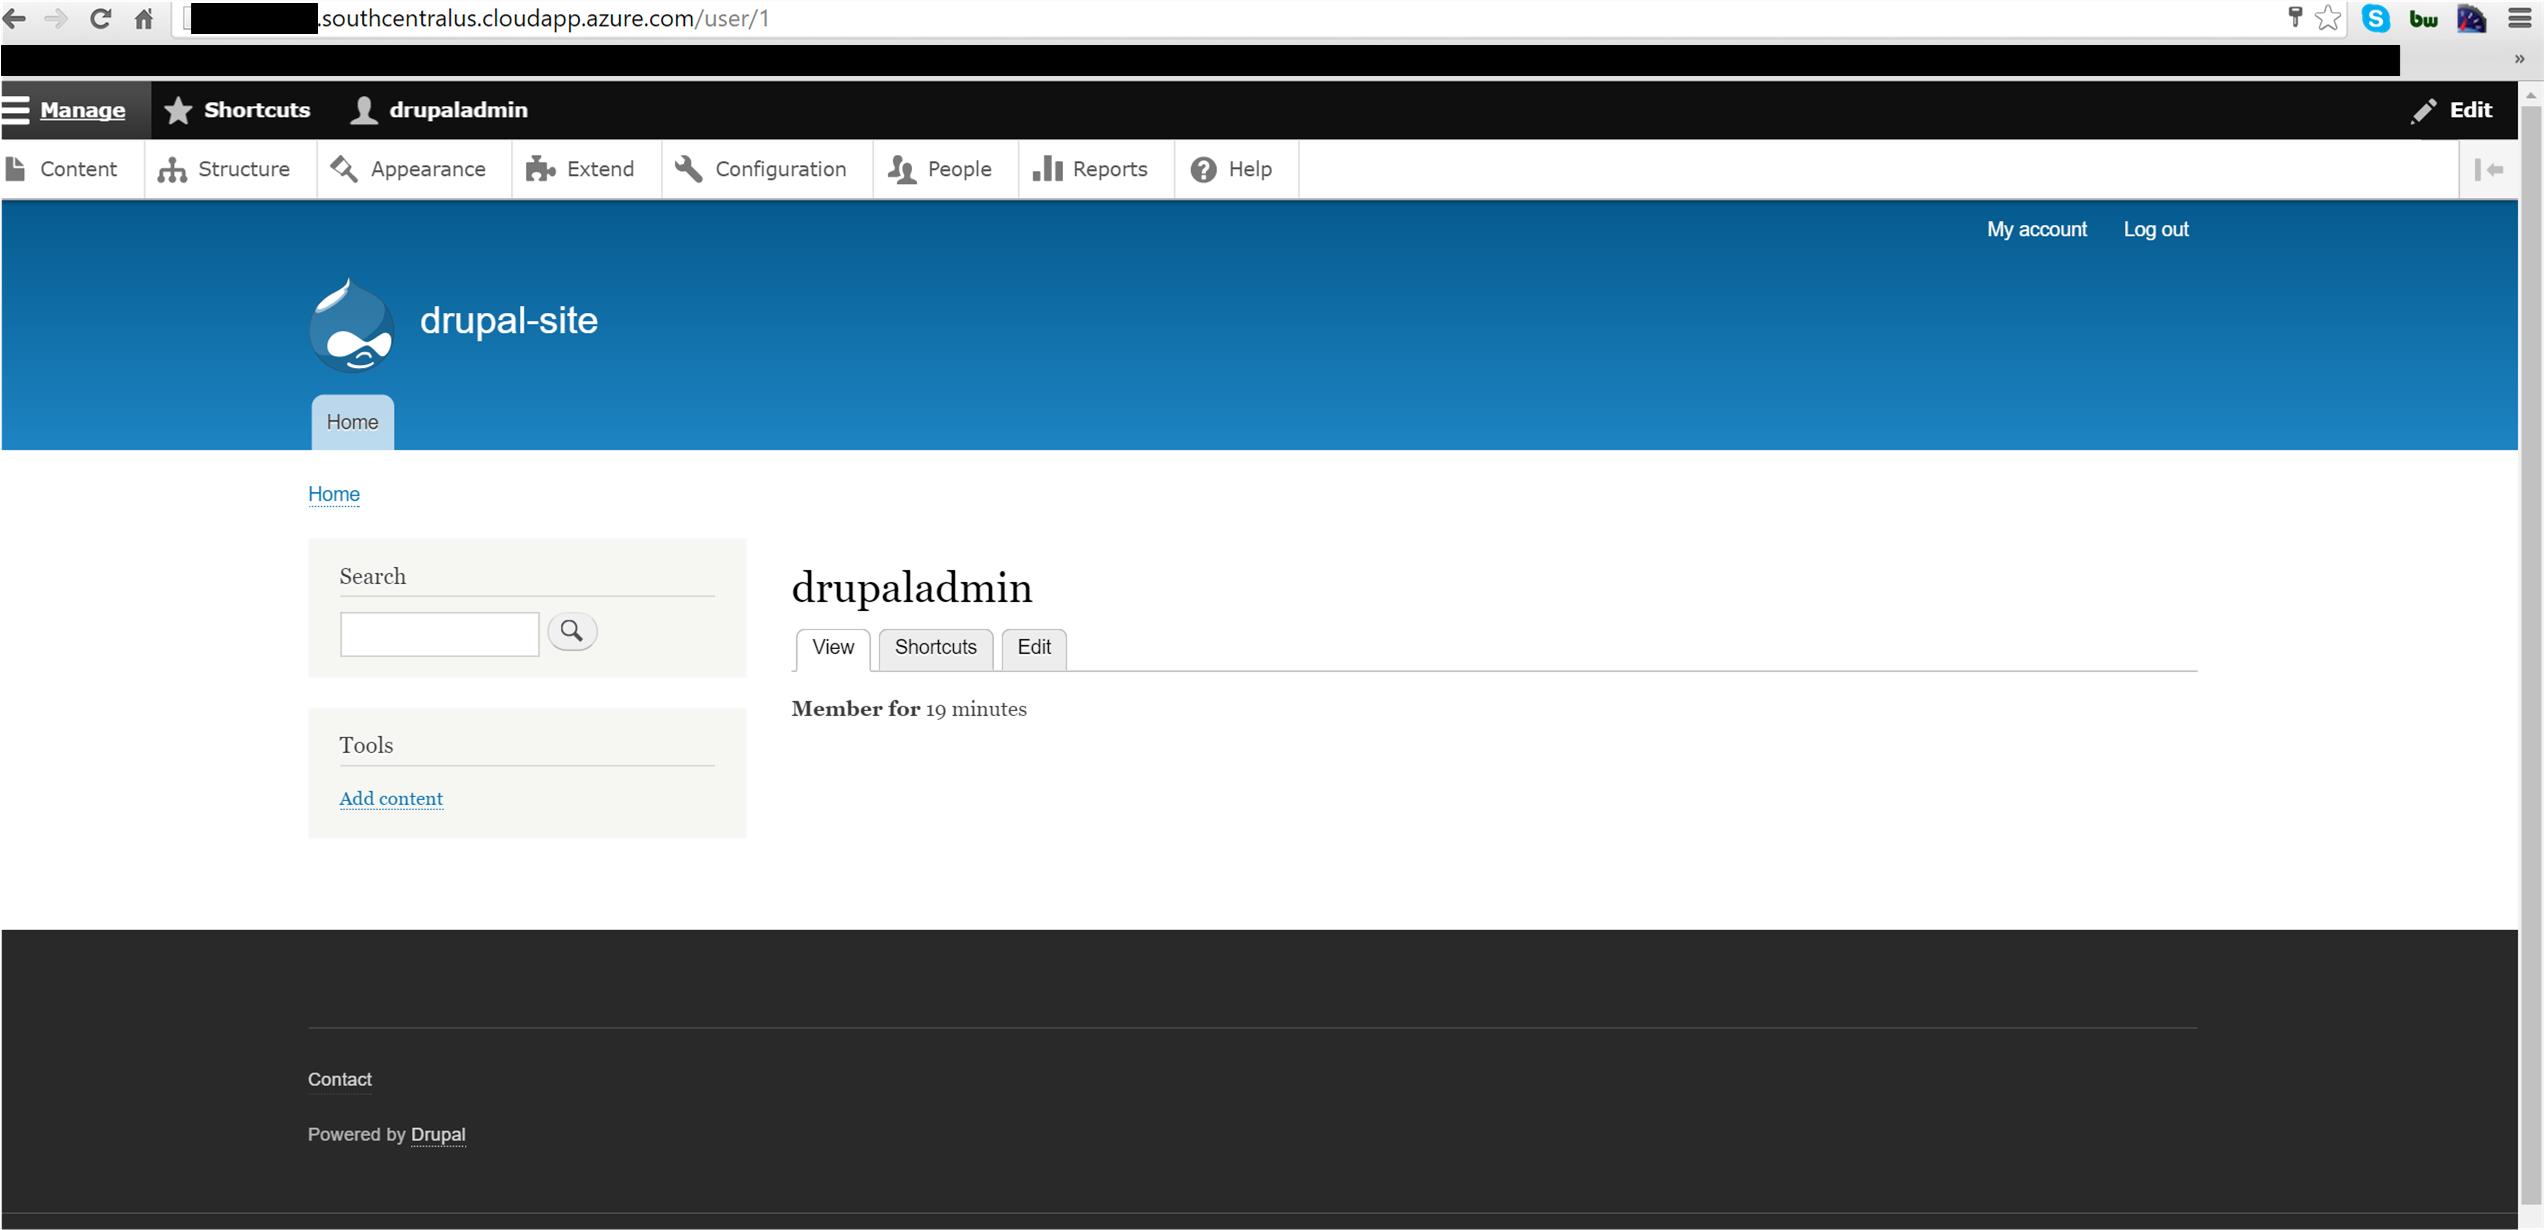 .southcentralus.cloudapp.azure.com/user/1
bw
»
Manage Shortcuts drupaladmin Edit
Content Structure Appearance Extend Configuration People Reports Help
My account Log out
drupal-site
Home
Home
Search
drupaladmin
View Shortcuts Edit
Member for 19 minutes
Tools
Add content
Contact
Powered by Drupal